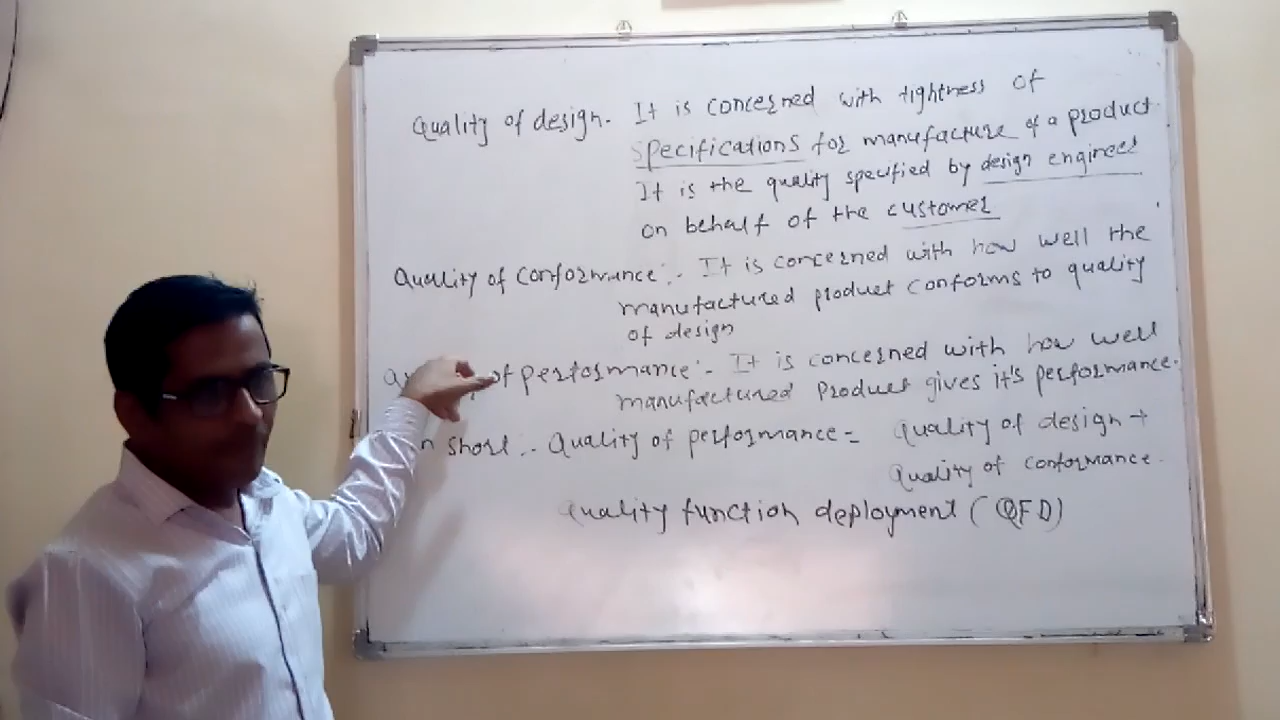 Quality of design. It is concerned with tightness of
specifications for manufacture of a product.
It is the quality specified by design engineer
on behalf of the customer
Quality of conformance:- It is concerned with how well the
manufactured product conforms to quality
of design
of performance:- It is concerned with how well
manufactured Product gives it's performance.
n short:- Quality of performance = Quality of design +
Quality of conformance.
Quality function deployment (QFD)